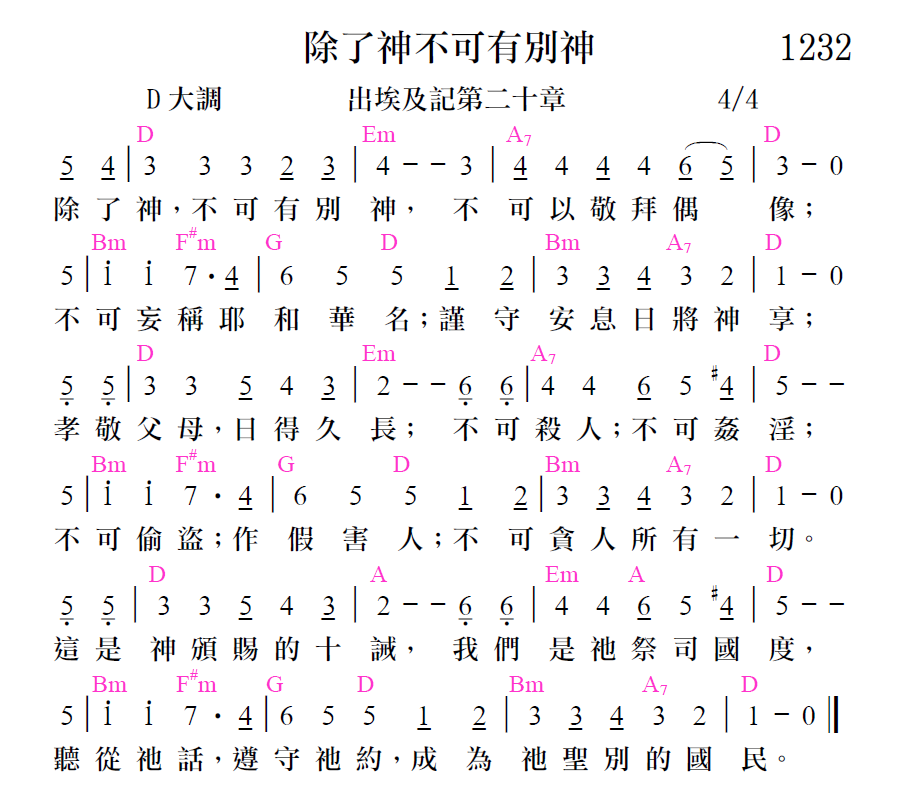 除了神不可有別神 1232
D 大調 出埃及記第二十章 4/4
D Em A7 D
5 4 | 3 3 3 2 3 | 4 – – 3 | 4 4 4 4 6 5 | 3 – 0
除了神，不可有別神，不可以敬拜偶像；
Bm F#m G D Bm A7 D
5 | i i 7 · 4 | 6 5 5 1 2 | 3 3 4 3 2 | 1 – 0
不可妄稱耶和華名；謹守安息日將神享；
D Em A7 D
5 5 | 3 3 5 4 3 | 2 – – 6 6 | 4 4 6 5 #4 | 5 – –
孝敬父母，日得久長；不可殺人；不可姦淫；
Bm F#m G D Bm A7 D
5 | i i 7 · 4 | 6 5 5 1 2 | 3 3 4 3 2 | 1 – 0
不可偷盜；作假害人；不可貪人所有一切。
D A Em A D
5 5 | 3 3 5 4 3 | 2 – – 6 6 | 4 4 6 5 #4 | 5 – –
這是神頒賜的十誡，我們是祂祭司國度，
Bm F#m G D Bm A7 D
5 | i i 7 · 4 | 6 5 5 1 2 | 3 3 4 3 2 | 1 – 0 ||
聽從祂話，遵守祂約，成為祂聖別的國民。